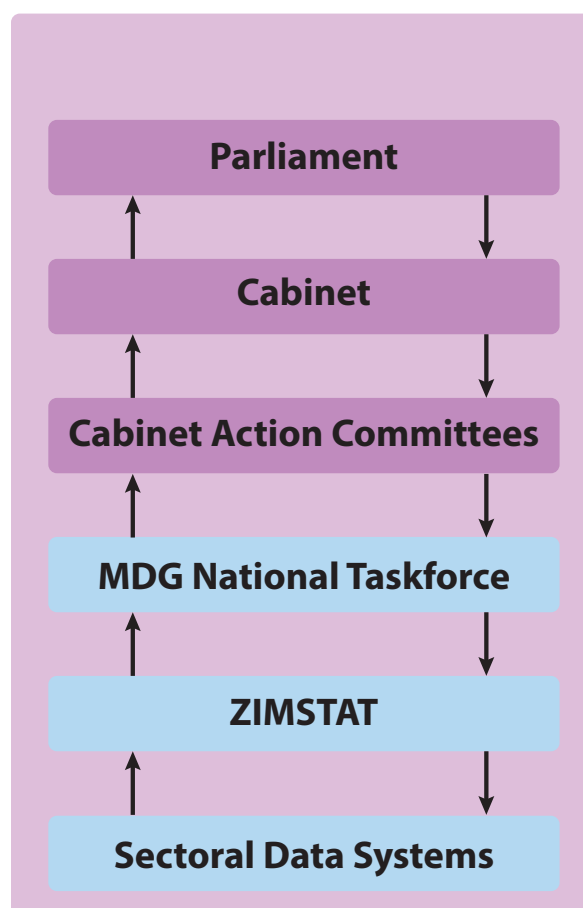 Parliament
Cabinet
Cabinet Action Committees
MDG National Taskforce
ZIMSTAT
Sectoral Data Systems